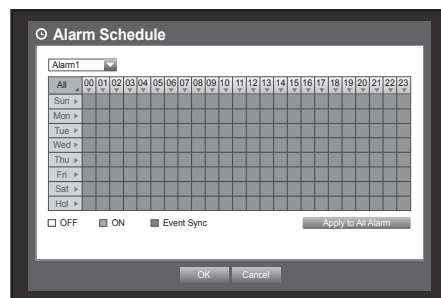 Alarm Schedule
Alarm1
All 00 01 02 03 04 05 06 07 08 09 10 11 12 13 14 15 16 17 18 19 20 21 22 23
Sun
Mon
Tue
Wed
Thu
Fri
Sat
Hol
OFF ON Event Sync Apply to All Alarm
OK Cancel